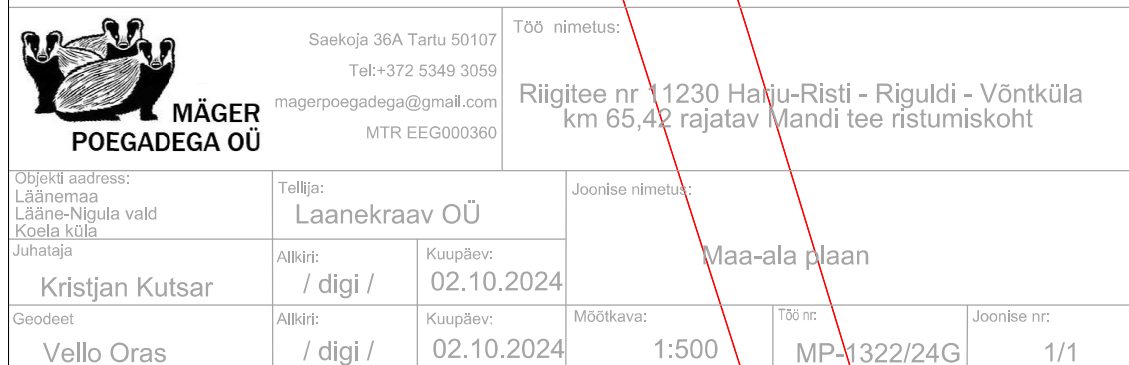 MÄGER
POEGADEGA OÜ
Saekoja 36A Tartu 50107
Tel:+372 5349 3059
magerpoegadega@gmail.com
MTR EEG000360
Töö nimetus:
Riigitee nr 11230 Harju-Risti - Riguldi - Võntküla
km 65,42 rajatav Mandi tee ristumiskoht
Objekti aadress:
Läänemaa
Lääne-Nigula vald
Koela küla
Tellija:
Laanekraav OÜ
Joonise nimetus:
Maa-ala plaan
Juhataja
Kristjan Kutsar
Allkiri:
/ digi /
Kuupäev:
02.10.2024
Geodeet
Vello Oras
Allkiri:
/ digi /
Kuupäev:
02.10.2024
Mõõtkava:
1:500
Töö nr:
MP-1322/24G
Joonise nr:
1/1